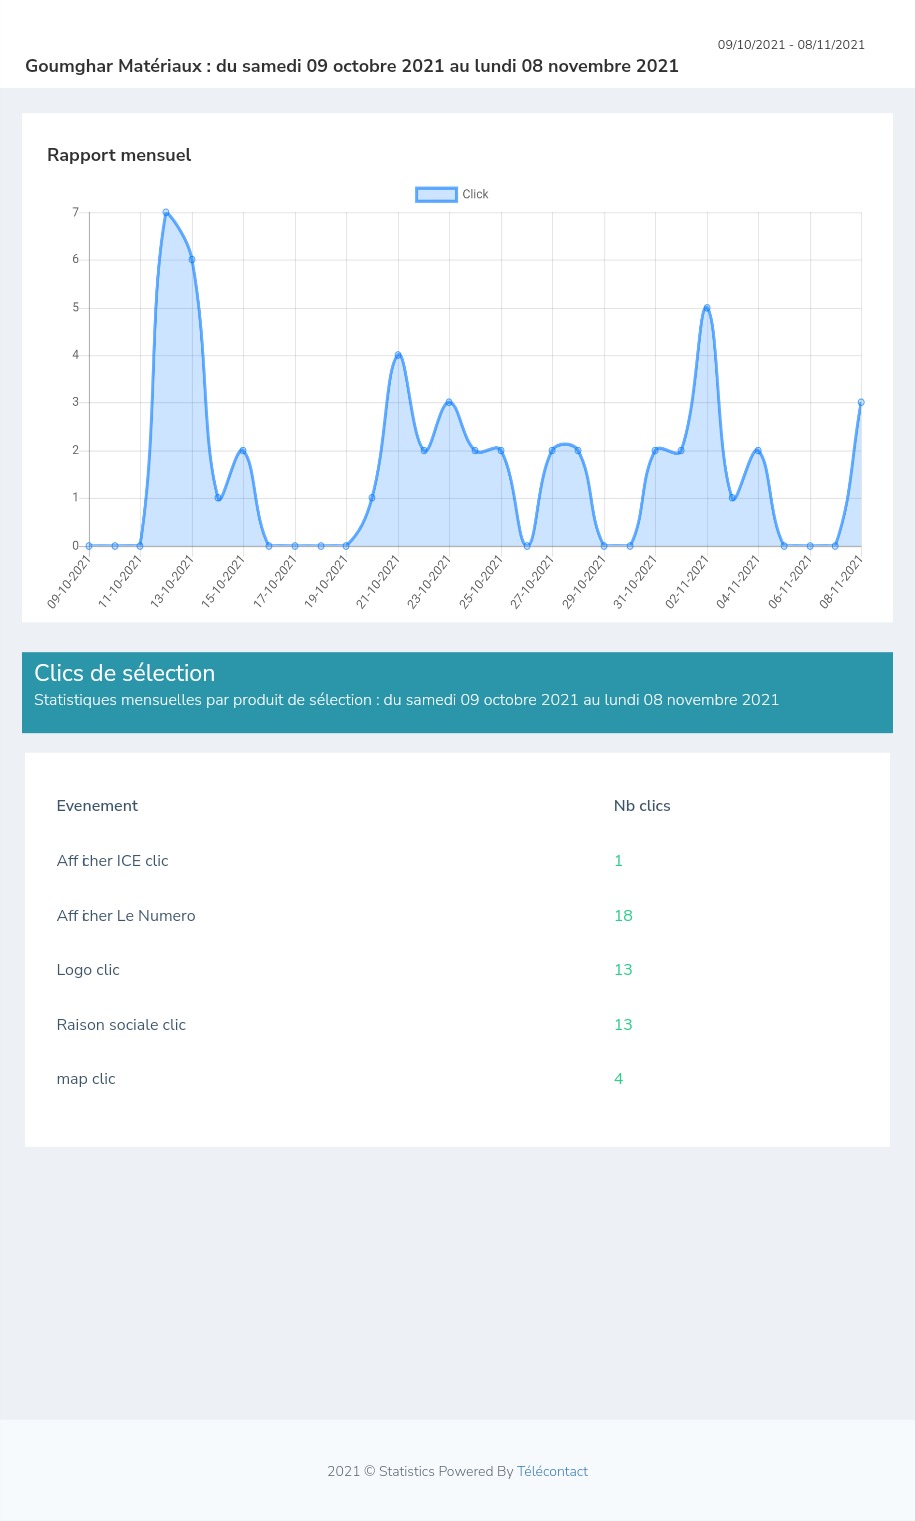 09/10/2021 - 08/11/2021
Goumghar Matériaux : du samedi 09 octobre 2021 au lundi 08 novembre 2021
Rapport mensuel
Click
7
6
5
4
3
2
1
0
09-10-2021 11-10-2021 13-10-2021 15-10-2021 17-10-2021 19-10-2021 21-10-2021 23-10-2021 25-10-2021 27-10-2021 29-10-2021 31-10-2021 02-11-2021 04-11-2021 06-11-2021 08-11-2021
Clics de sélection
Statistiques mensuelles par produit de sélection : du samedi 09 octobre 2021 au lundi 08 novembre 2021
Evenement Nb clics
Afficher ICE clic 1
Afficher Le Numero 18
Logo clic 13
Raison sociale clic 13
map clic 4
2021 © Statistics Powered By Télécontact